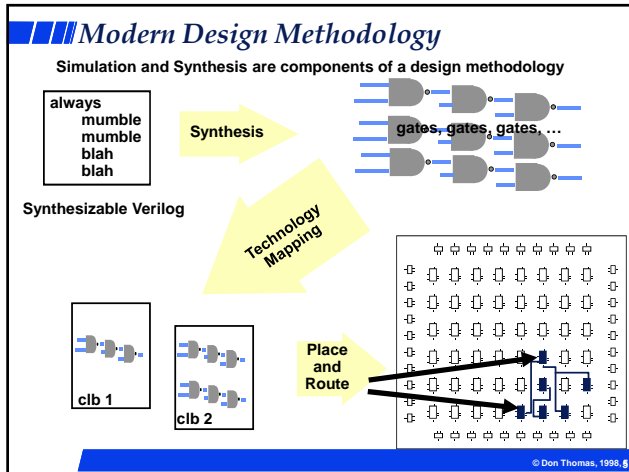 Modern Design Methodology
Simulation and Synthesis are components of a design methodology
always
mumble
mumble
blah
blah
Synthesis
gates, gates, gates, …
Synthesizable Verilog
Technology
Mapping
clb 1
clb 2
Place
and
Route
© Don Thomas, 1998,